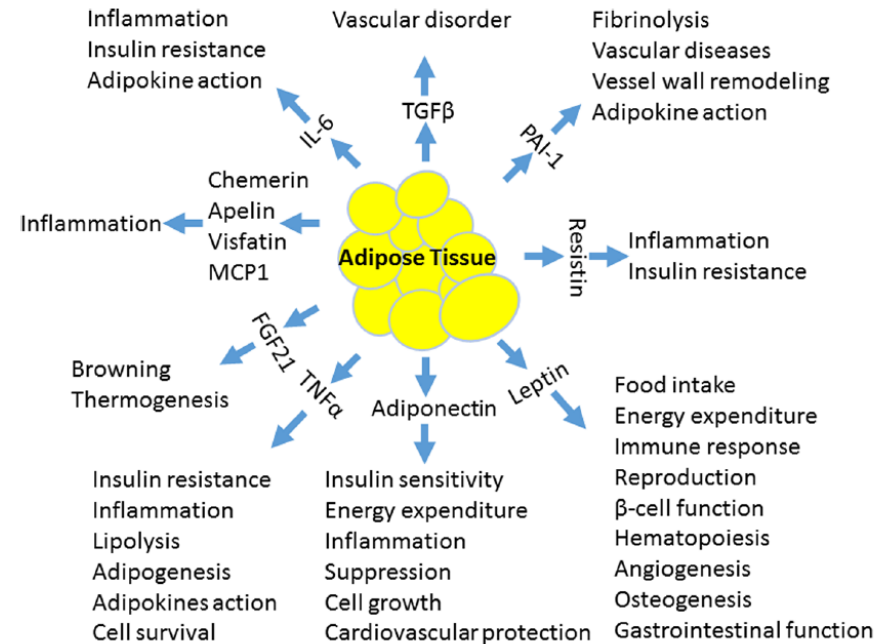 Inflammation
Insulin resistance
Adipokine action
IL-6
Vascular disorder
TGFβ
Fibrinolysis
Vascular diseases
Vessel wall remodeling
Adipokine action
PAI-1
Inflammation
Chemerin
Apelin
Visfatin
MCP1
Adipose Tissue
Resistin
Inflammation
Insulin resistance
FGF21
Browning
Thermogenesis
TNFα
Insulin resistance
Inflammation
Lipolysis
Adipogenesis
Adipokines action
Cell survival
Adiponectin
Insulin sensitivity
Energy expenditure
Inflammation
Suppression
Cell growth
Cardiovascular protection
Leptin
Food intake
Energy expenditure
Immune response
Reproduction
β-cell function
Hematopoiesis
Angiogenesis
Osteogenesis
Gastrointestinal function